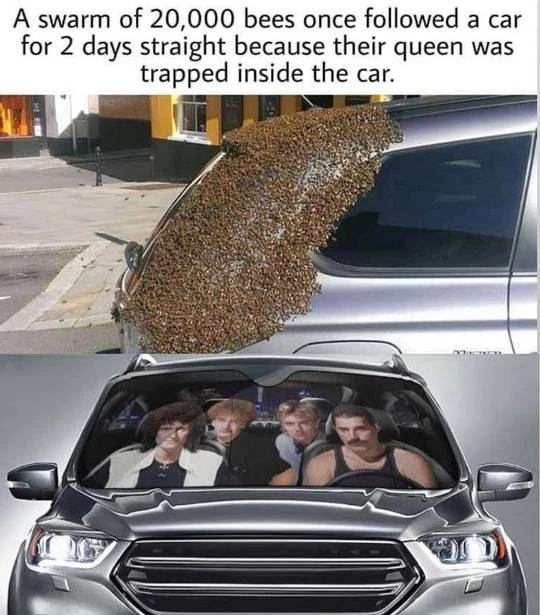 A swarm of 20,000 bees once followed a car
for 2 days straight because their queen was
trapped inside the car.